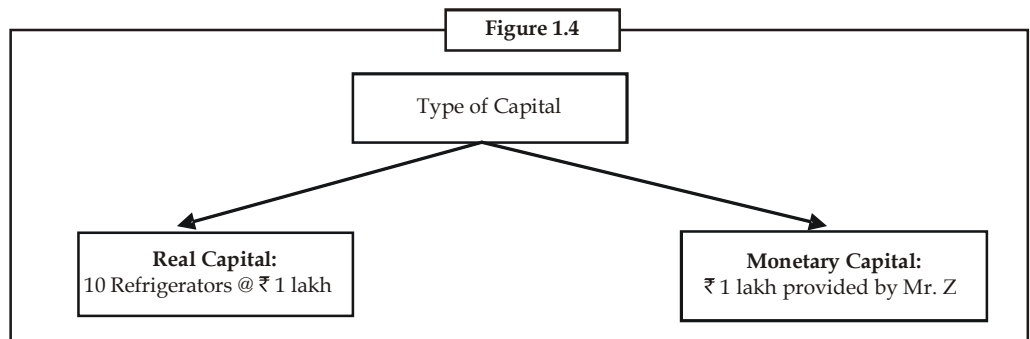 Figure 1.4
Type of Capital
Real Capital:
10 Refrigerators @ ₹ 1 lakh
Monetary Capital:
₹ 1 lakh provided by Mr. Z